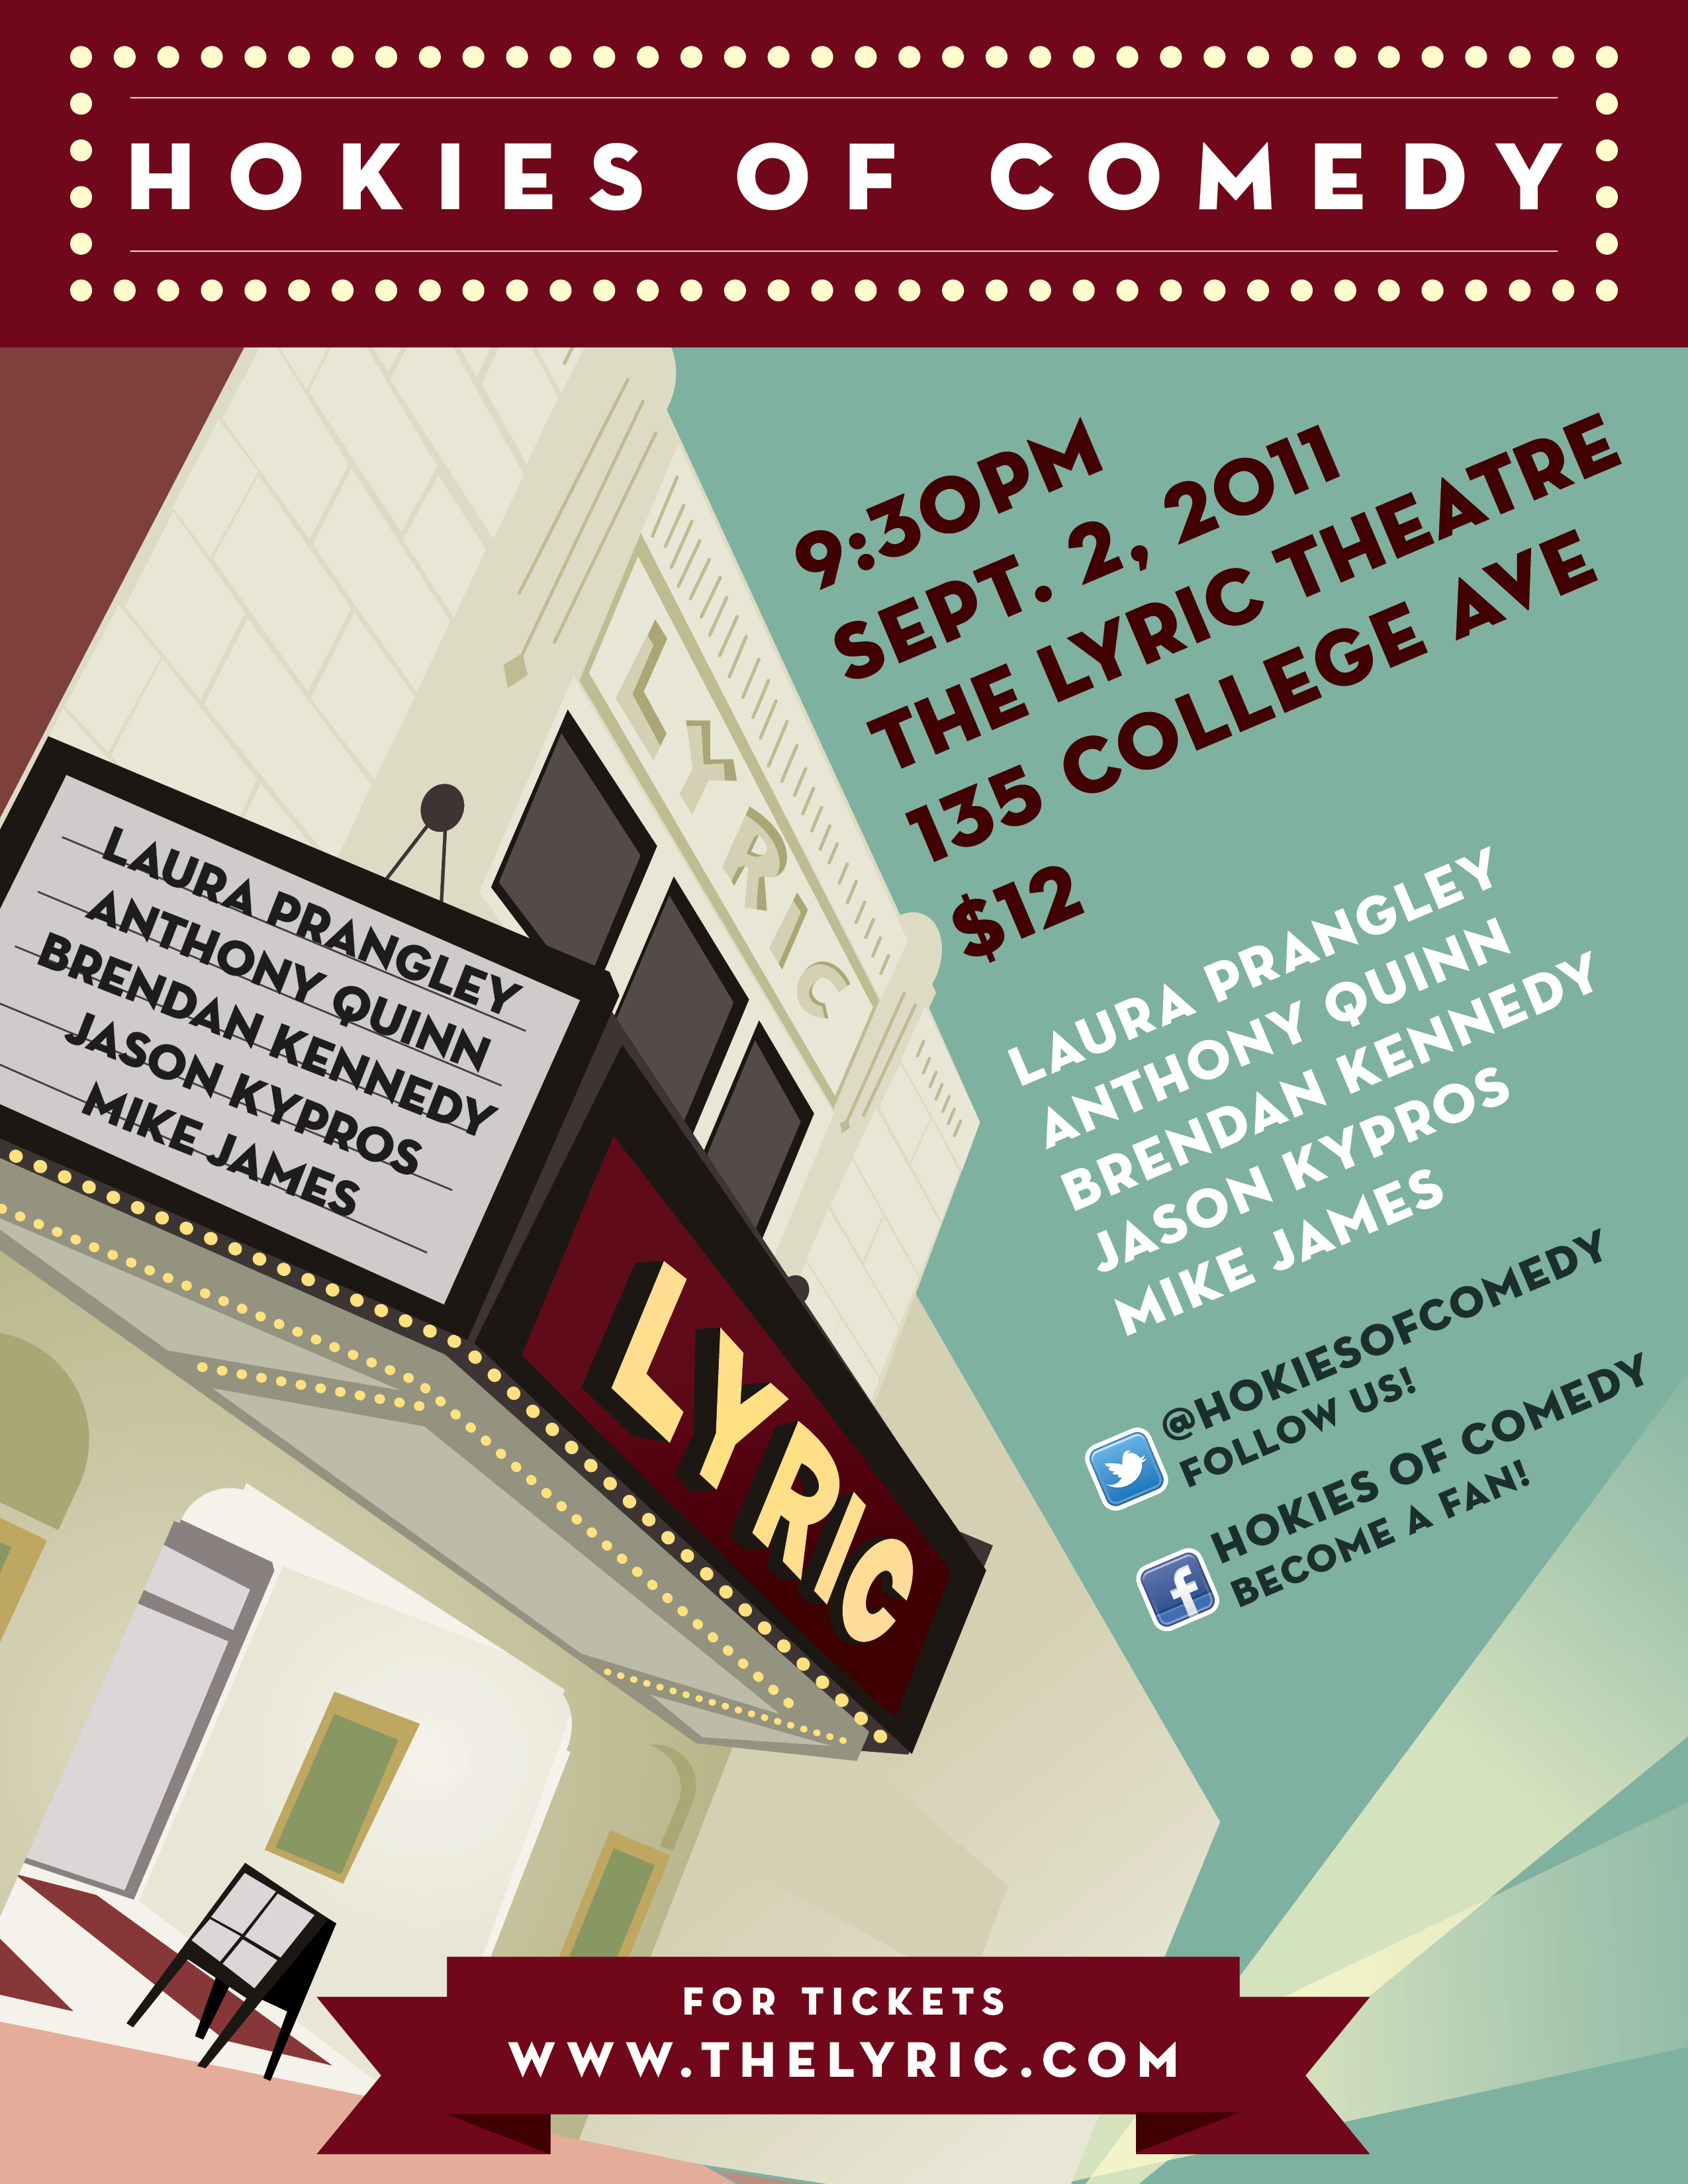 HOKIES OF COMEDY
9:30PM
SEPT. 2, 2011
THE LYRIC THEATRE
135 COLLEGE AVE
$12
LYRIC
LAURA PRANGLEY
ANTHONY QUINN
BRENDAN KENNEDY
JASON KYPROS
MIKE JAMES
LAURA PRANGLEY
ANTHONY QUINN
BRENDAN KENNEDY
JASON KYPROS
MIKE JAMES
LYRIC
@HOKIESOFCOMEDY
FOLLOW US!
HOKIES OF COMEDY
BECOME A FAN!
FOR TICKETS
WWW.THELYRIC.COM